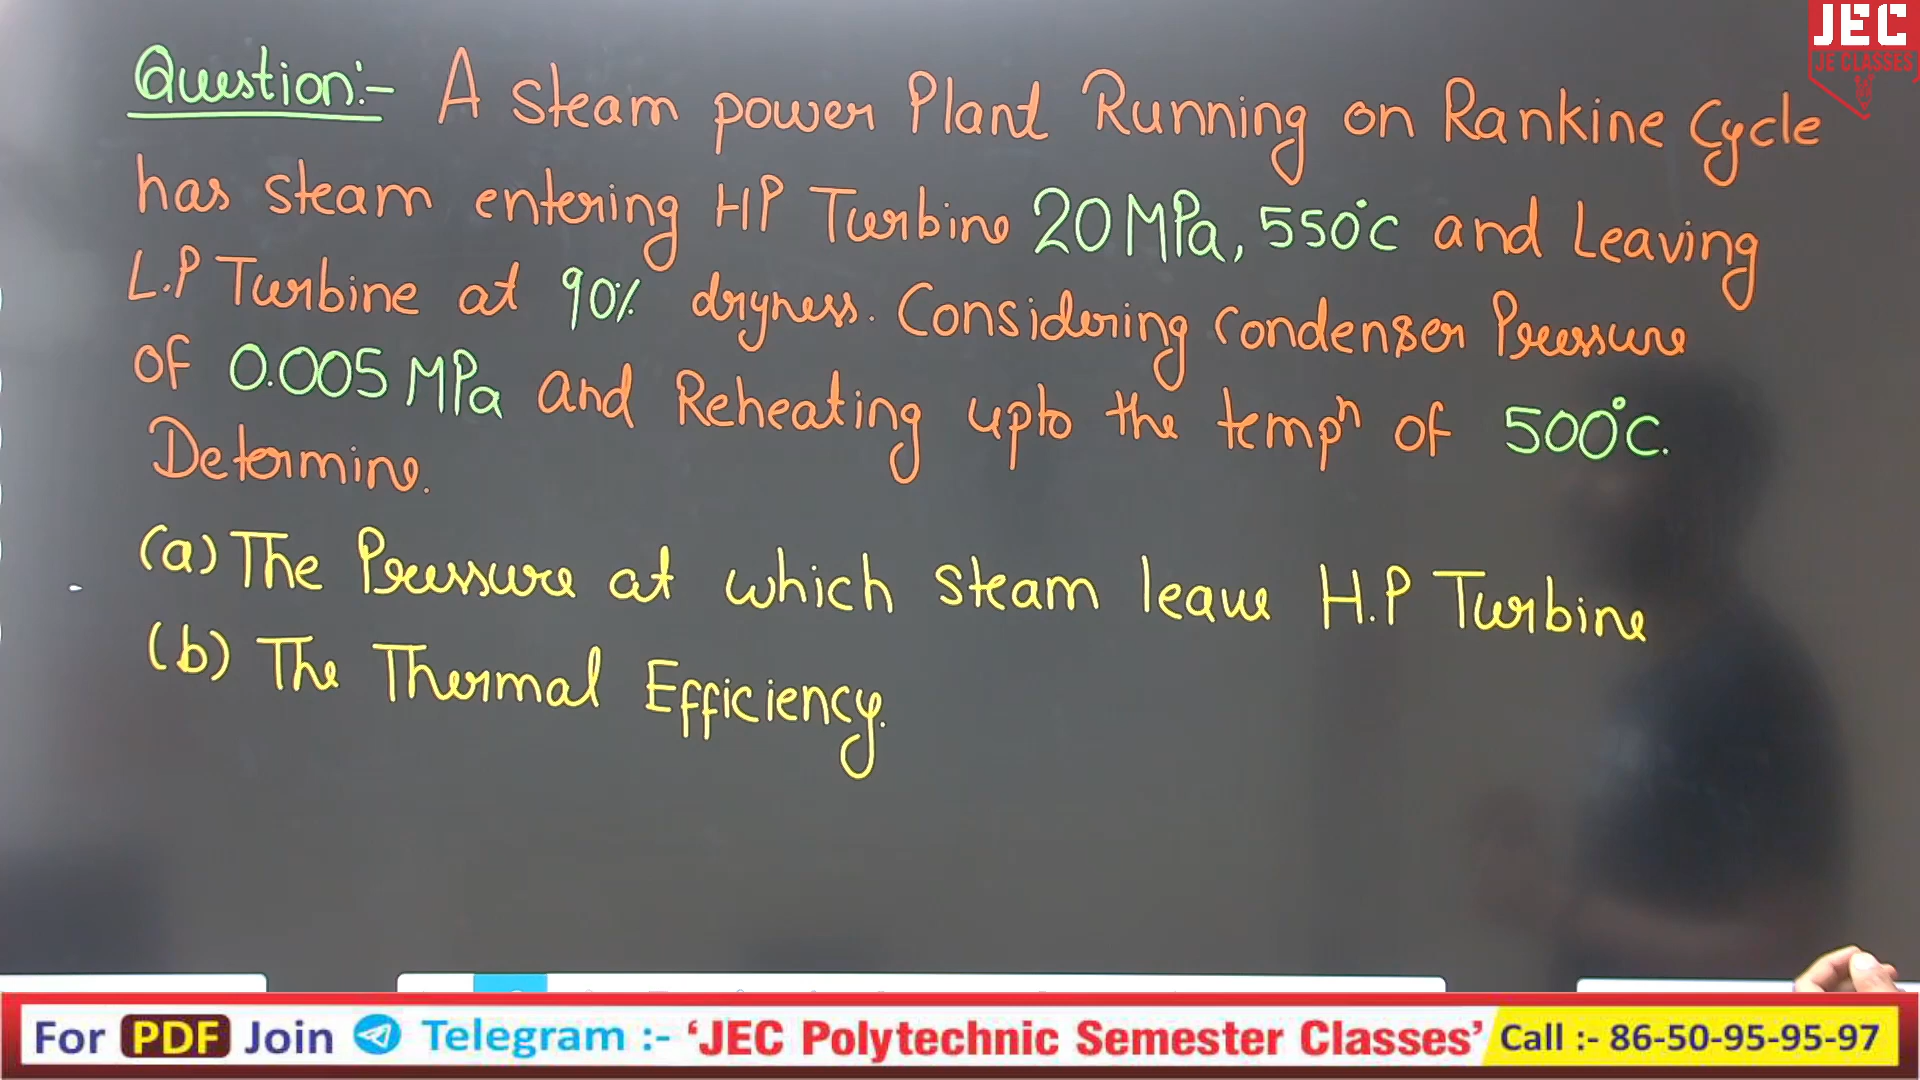 JEC
JE CLASSES
Question:- A steam power Plant Running on Rankine Cycle
has steam entering HP Turbine 20 MPa, 550°C and Leaving
L.P Turbine at 90% dryness. Considering condenser Pressure
of 0.005 MPa and Reheating upto the tempⁿ of 500°C.
Determine.
(a) The Pressure at which steam leave H.P Turbine
(b) The Thermal Efficiency.
For PDF Join Telegram :- ‘JEC Polytechnic Semester Classes’ Call :- 86-50-95-95-97